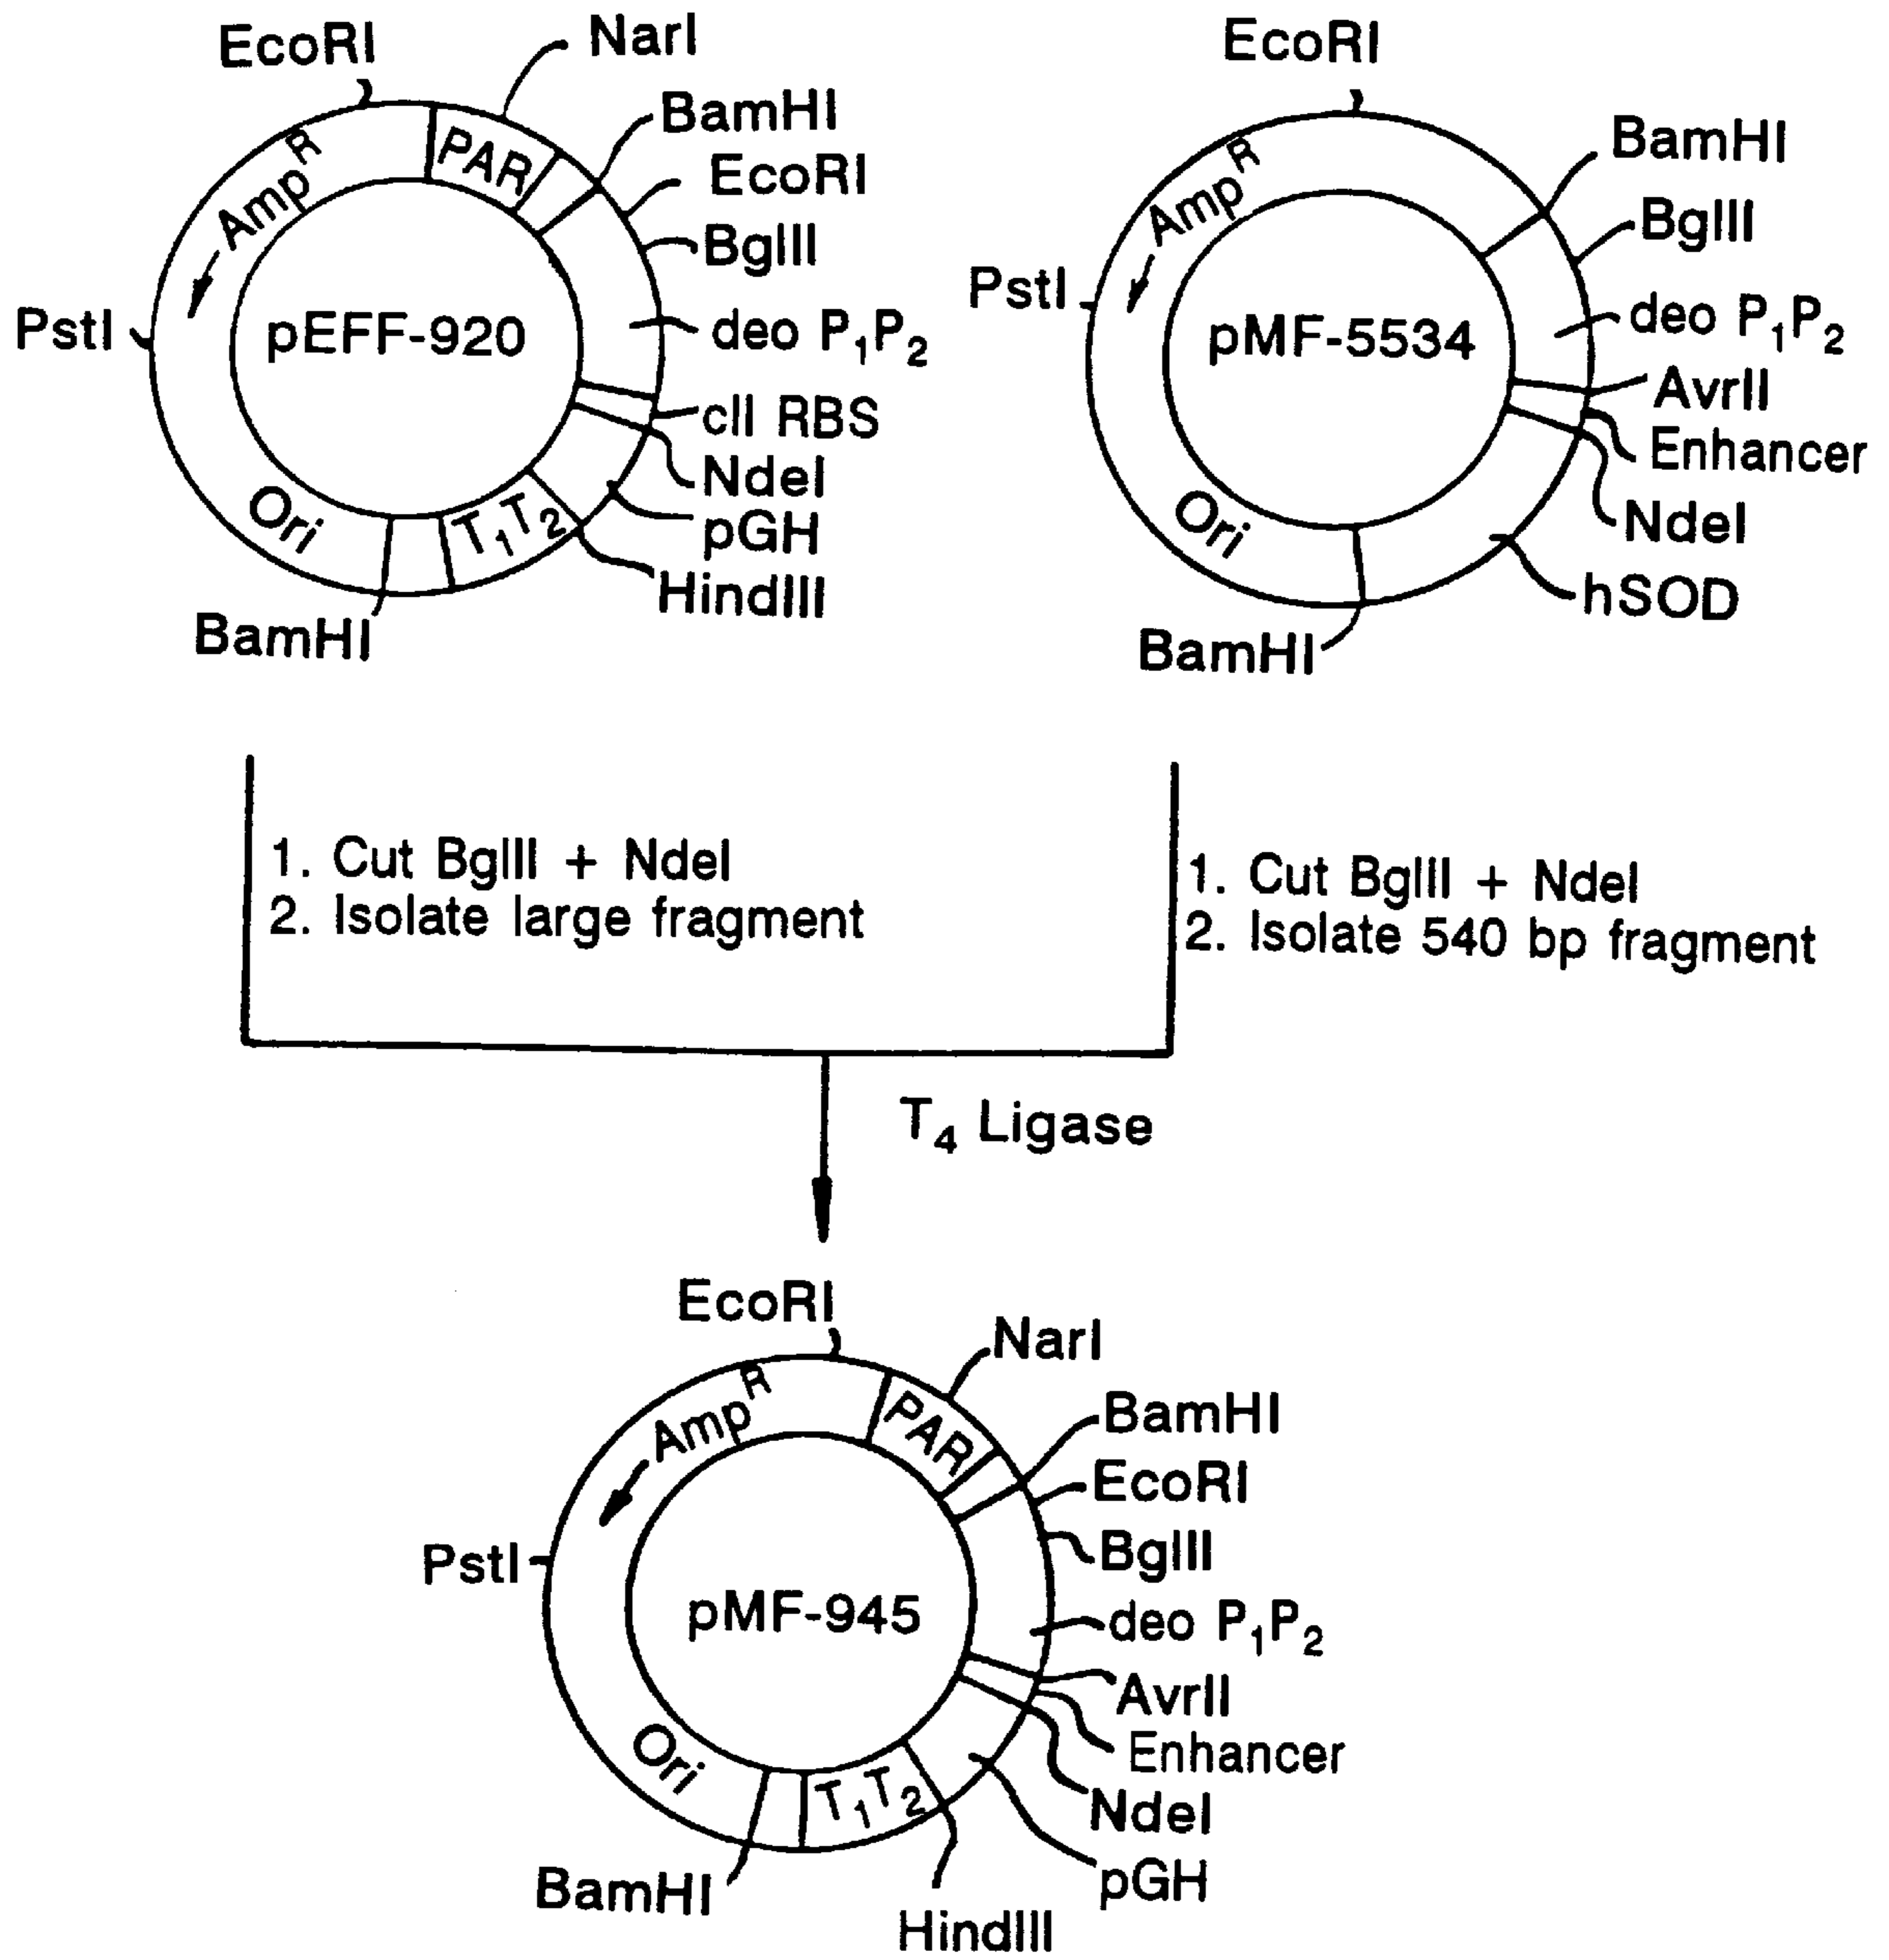 EcoRI
NarI
BamHI
EcoRI
BglII
deo P1P2
cII RBS
NdeI
pGH
HindIII
BamHI
PstI
Amp R
PAR
pEFF-920
Ori
T1T2
EcoRI
BamHI
BglII
deo P1P2
AvrII
Enhancer
NdeI
hSOD
BamHI
PstI
Amp R
pMF-5534
Ori
1. Cut BglII + NdeI
2. Isolate large fragment
1. Cut BglII + NdeI
2. Isolate 540 bp fragment
T4 Ligase
EcoRI
NarI
BamHI
EcoRI
BglII
deo P1P2
AvrII
Enhancer
NdeI
pGH
HindIII
BamHI
PstI
Amp R
PAR
pMF-945
Ori
T1T2